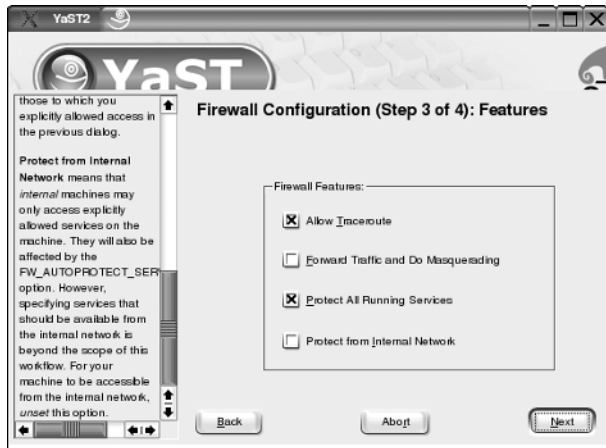 YaST2
YaST
those to which you
explicitly allowed access in
the previous dialog.
Protect from Internal
Network means that
internal machines may
only access explicitly
allowed services on the
machine. They will also be
affected by the
FW_AUTOPROTECT_SER
option. However,
specifying services that
should be available from
the internal network is
beyond the scope of this
workflow. For your
machine to be accessible
from the internal network,
unset this option.
Firewall Configuration (Step 3 of 4): Features
Firewall Features:
Allow Traceroute
Forward Traffic and Do Masquerading
Protect All Running Services
Protect from Internal Network
Back
Abort
Next